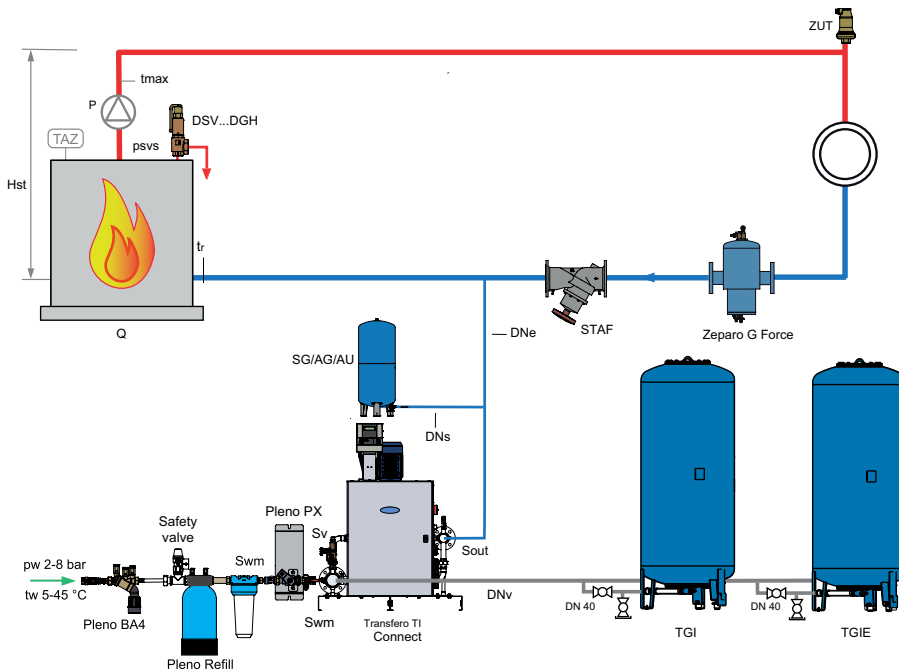 ZUT
tmax
P
DSV...DGH
TAZ
psvs
Hst
tr
STAF
Q
DNe
Zeparo G Force
SG/AG/AU
DNs
Pleno PX
Safety
valve
Sv
Swm
Sout
pw 2-8 bar
tw 5-45 °C
DNv
DN 40
DN 40
Pleno BA4
Swm
Transfero TI
Connect
TGI
TGIE
Pleno Refill